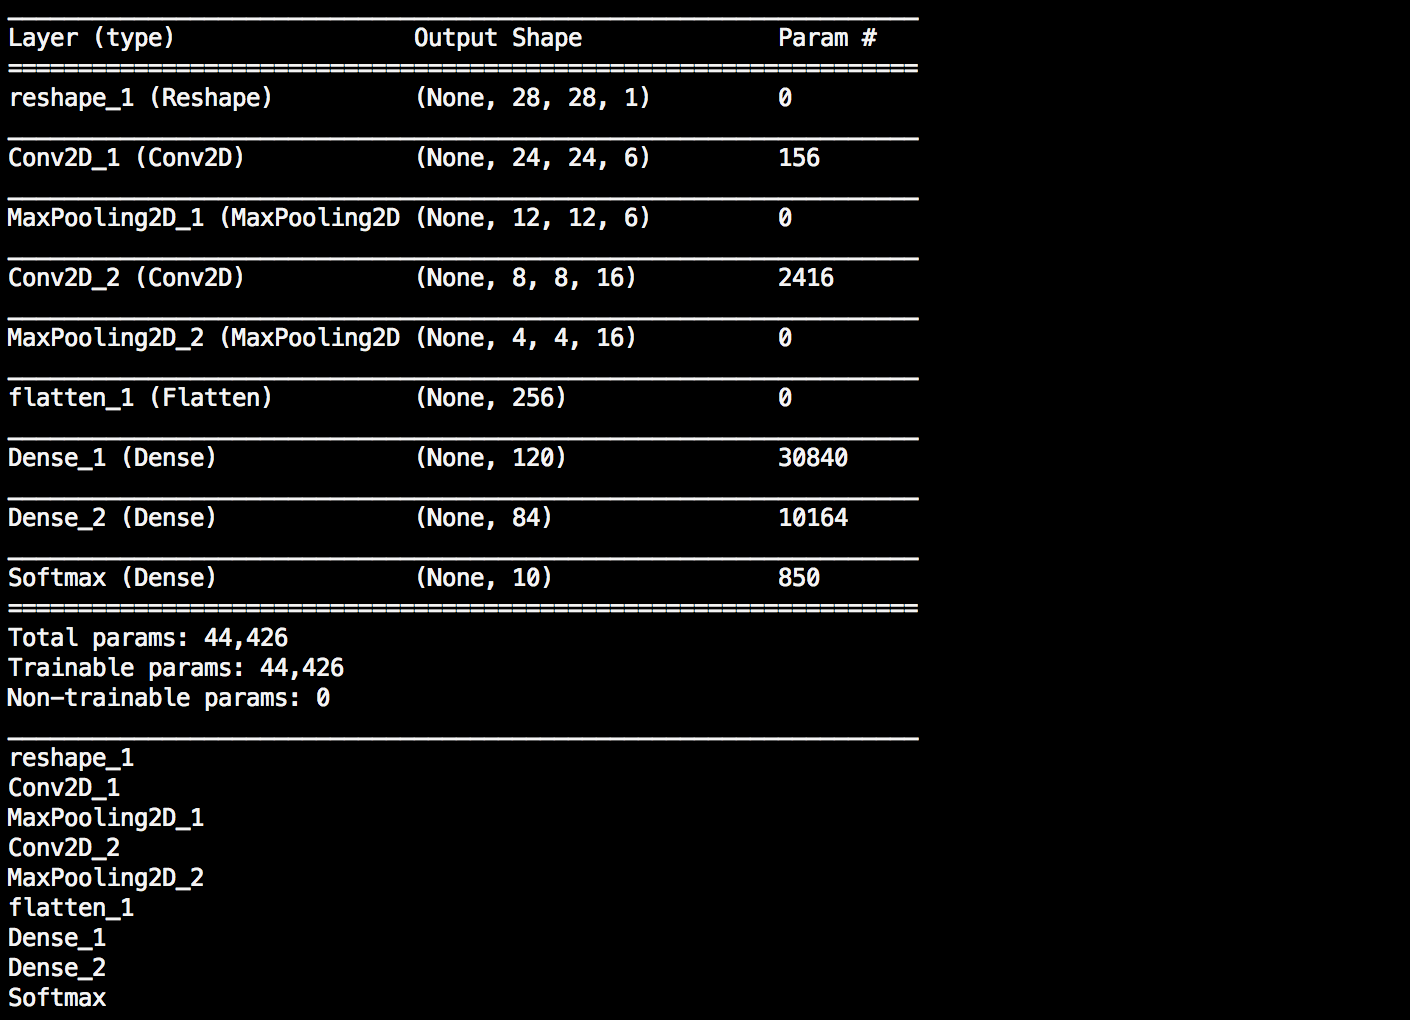 Layer (type) Output Shape Param #
reshape_1 (Reshape) (None, 28, 28, 1) 0
Conv2D_1 (Conv2D) (None, 24, 24, 6) 156
MaxPooling2D_1 (MaxPooling2D (None, 12, 12, 6) 0
Conv2D_2 (Conv2D) (None, 8, 8, 16) 2416
MaxPooling2D_2 (MaxPooling2D (None, 4, 4, 16) 0
flatten_1 (Flatten) (None, 256) 0
Dense_1 (Dense) (None, 120) 30840
Dense_2 (Dense) (None, 84) 10164
Softmax (Dense) (None, 10) 850
Total params: 44,426
Trainable params: 44,426
Non-trainable params: 0
reshape_1
Conv2D_1
MaxPooling2D_1
Conv2D_2
MaxPooling2D_2
flatten_1
Dense_1
Dense_2
Softmax